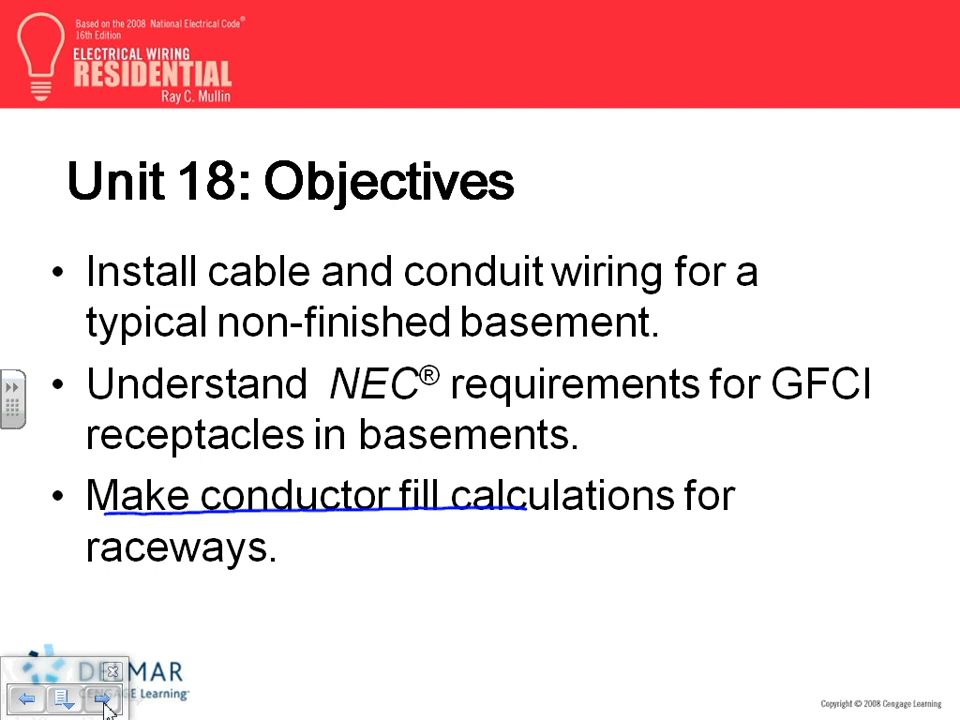 Based on the 2008 National Electrical Code®
16th Edition
ELECTRICAL WIRING
RESIDENTIAL
Ray C. Mullin
Unit 18: Objectives
• Install cable and conduit wiring for a
typical non-finished basement.
• Understand NEC® requirements for GFCI
receptacles in basements.
• Make conductor fill calculations for
raceways.
MAR
CENGAGE Learning
Copyright © 2008 Cengage Learning